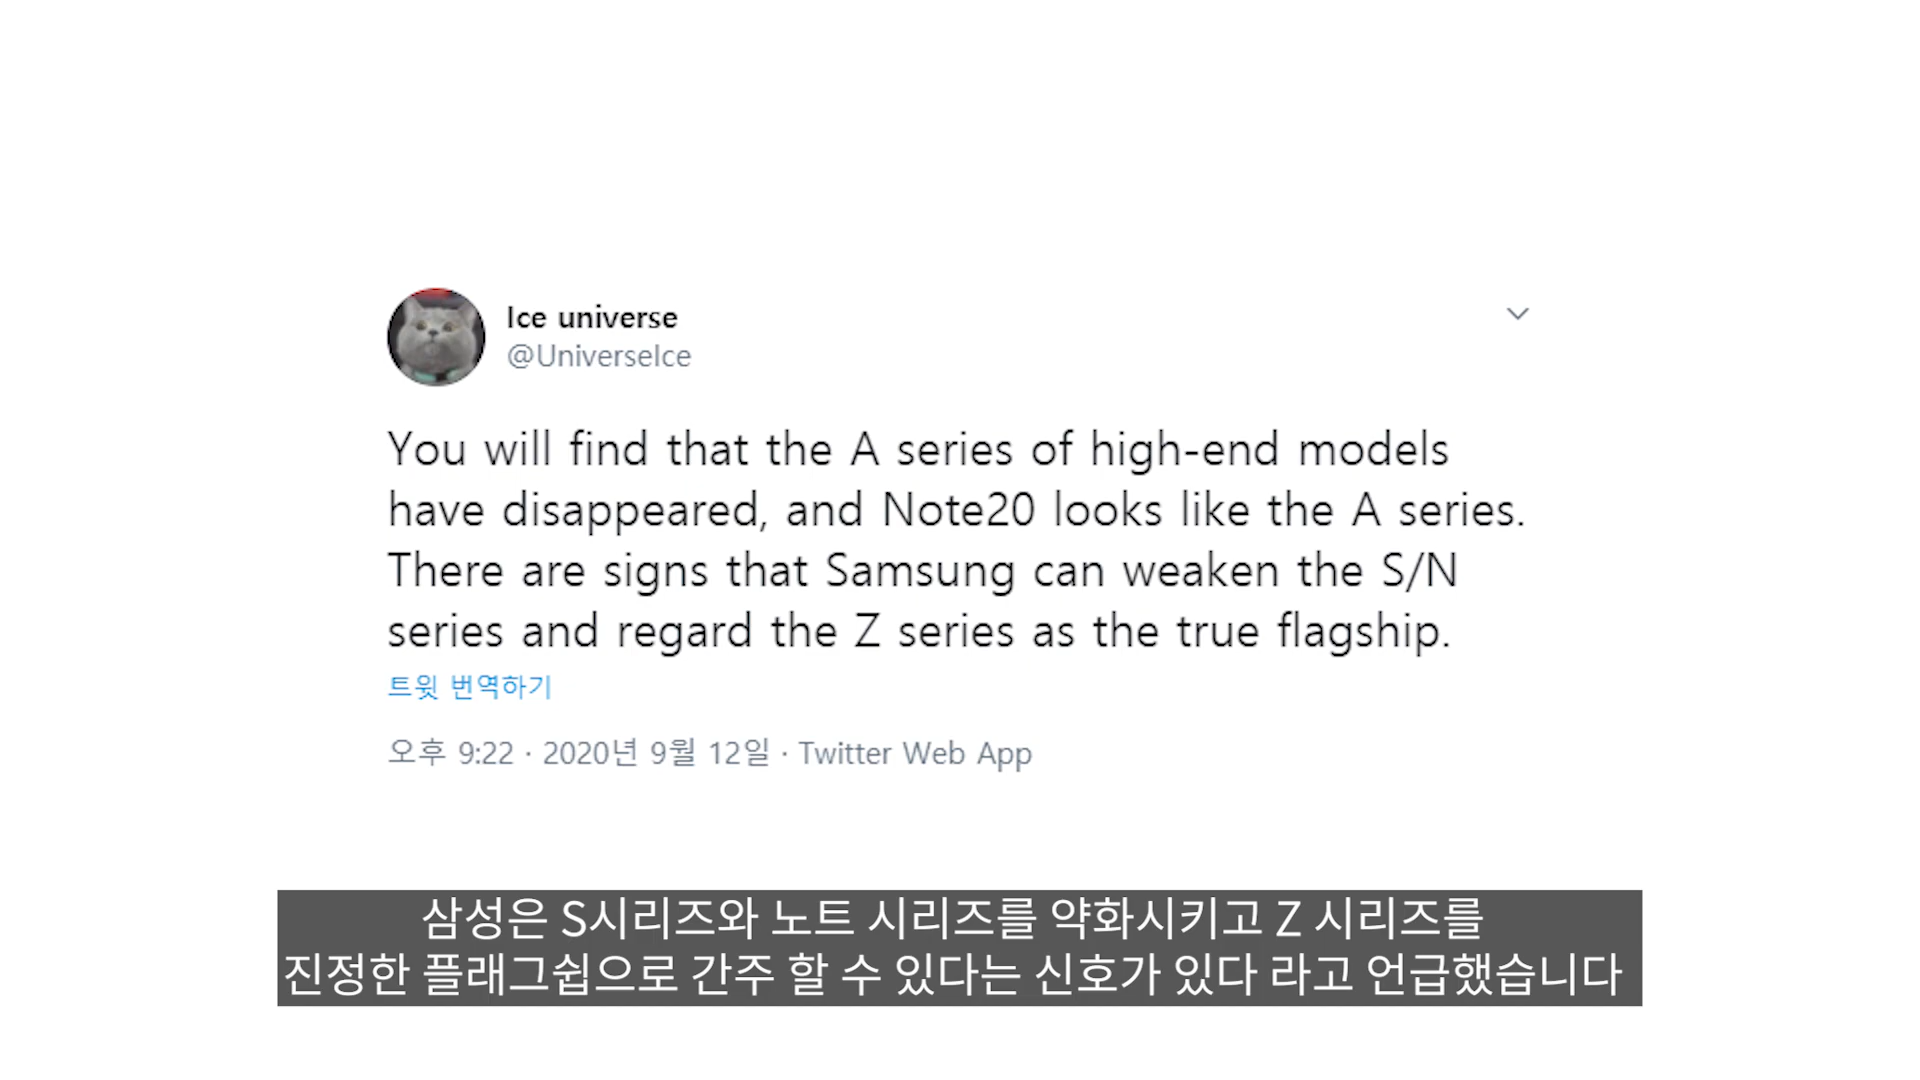 Ice universe
@UniverseIce
You will find that the A series of high-end models
have disappeared, and Note20 looks like the A series.
There are signs that Samsung can weaken the S/N
series and regard the Z series as the true flagship.
트윗 번역하기
오후 9:22 · 2020년 9월 12일 · Twitter Web App
삼성은 S시리즈와 노트 시리즈를 약화시키고 Z 시리즈를
진정한 플래그쉽으로 간주 할 수 있다는 신호가 있다 라고 언급했습니다